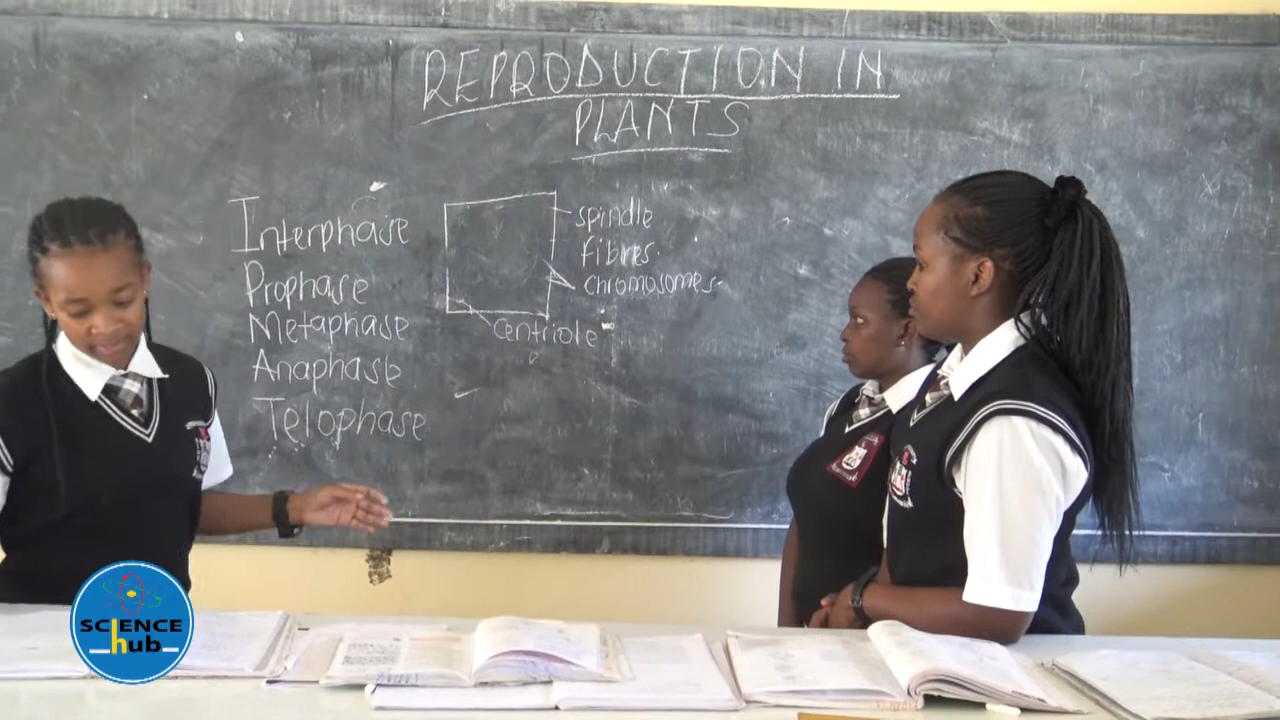 REPRODUCTION IN
PLANTS
Interphase
Prophase
Metaphase
Anaphase
Telophase
spindle
fibres.
chromosomes.
Centriole
SCIENCE
hub